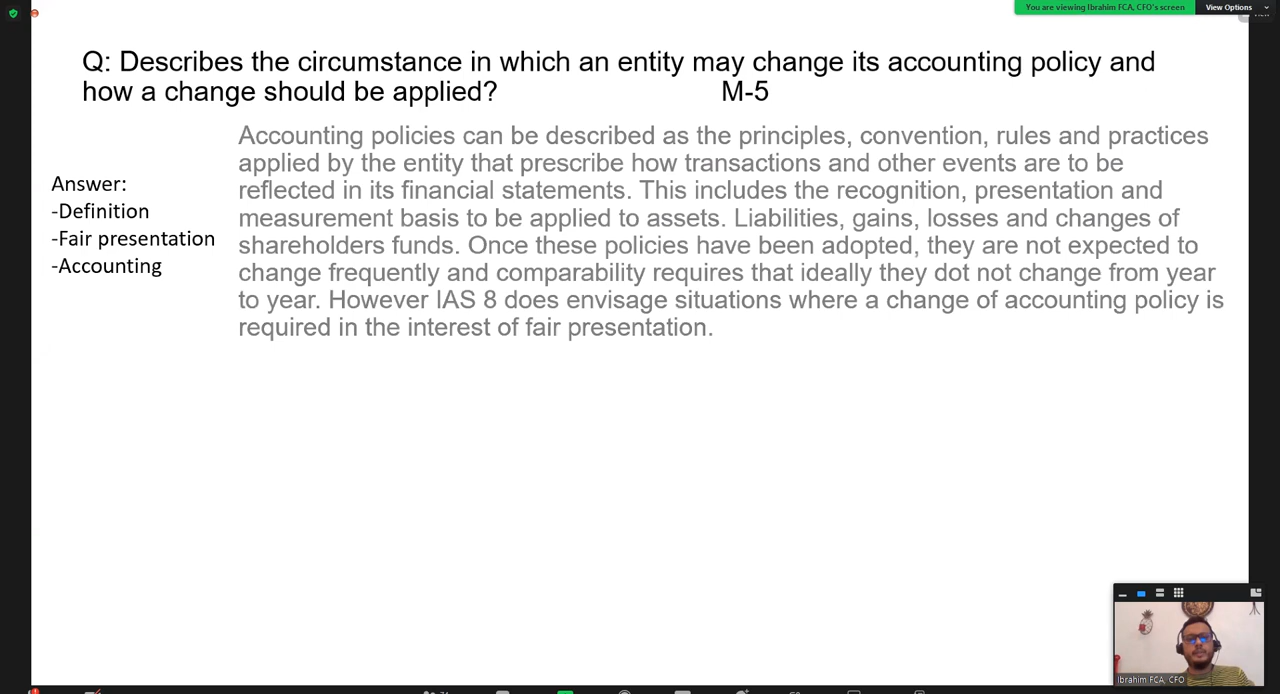 You are viewing Ibrahim FCA, CFO's screen
View Options
Q: Describes the circumstance in which an entity may change its accounting policy and
how a change should be applied? M-5
Answer:
-Definition
-Fair presentation
-Accounting
Accounting policies can be described as the principles, convention, rules and practices
applied by the entity that prescribe how transactions and other events are to be
reflected in its financial statements. This includes the recognition, presentation and
measurement basis to be applied to assets. Liabilities, gains, losses and changes of
shareholders funds. Once these policies have been adopted, they are not expected to
change frequently and comparability requires that ideally they dot not change from year
to year. However IAS 8 does envisage situations where a change of accounting policy is
required in the interest of fair presentation.
Ibrahim FCA, CFO